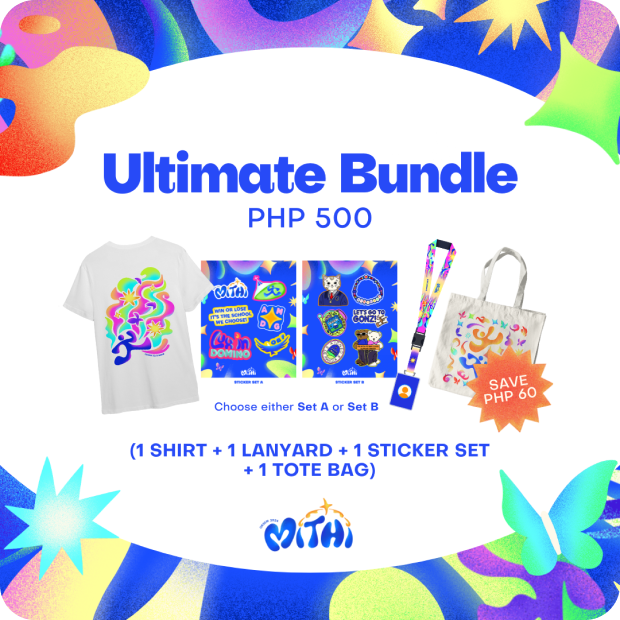 Ultimate Bundle
PHP 500
MiTHi
WIN OR LOSE
IT'S THE SCHOOL
WE CHOOSE!
DOMINO
STICKER SET A
LET'S GO TO
GONZ!
STICKER SET B
SAVE
PHP 60
Choose either Set A or Set B
(1 SHIRT + 1 LANYARD + 1 STICKER SET
+ 1 TOTE BAG)
MiTHi